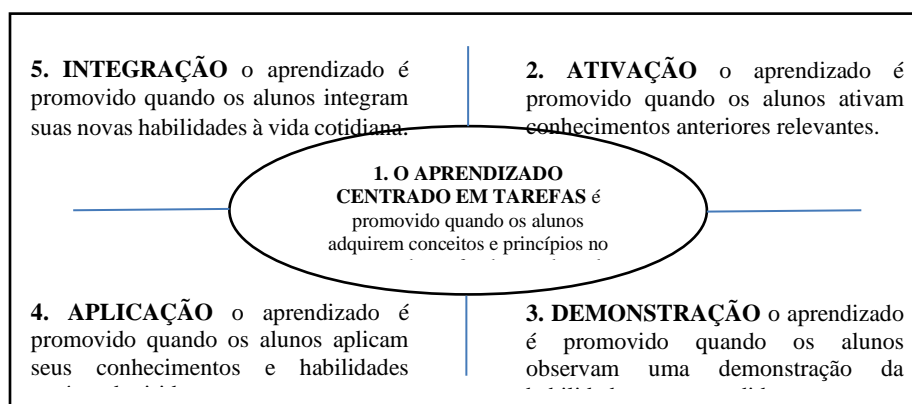 5. INTEGRAÇÃO o aprendizado é
promovido quando os alunos integram
suas novas habilidades à vida cotidiana.
2. ATIVAÇÃO o aprendizado é
promovido quando os alunos ativam
conhecimentos anteriores relevantes.
1. O APRENDIZADO
CENTRADO EM TAREFAS é
promovido quando os alunos
adquirem conceitos e princípios no
4. APLICAÇÃO o aprendizado é
promovido quando os alunos aplicam
seus conhecimentos e habilidades
3. DEMONSTRAÇÃO o aprendizado
é promovido quando os alunos
observam uma demonstração da